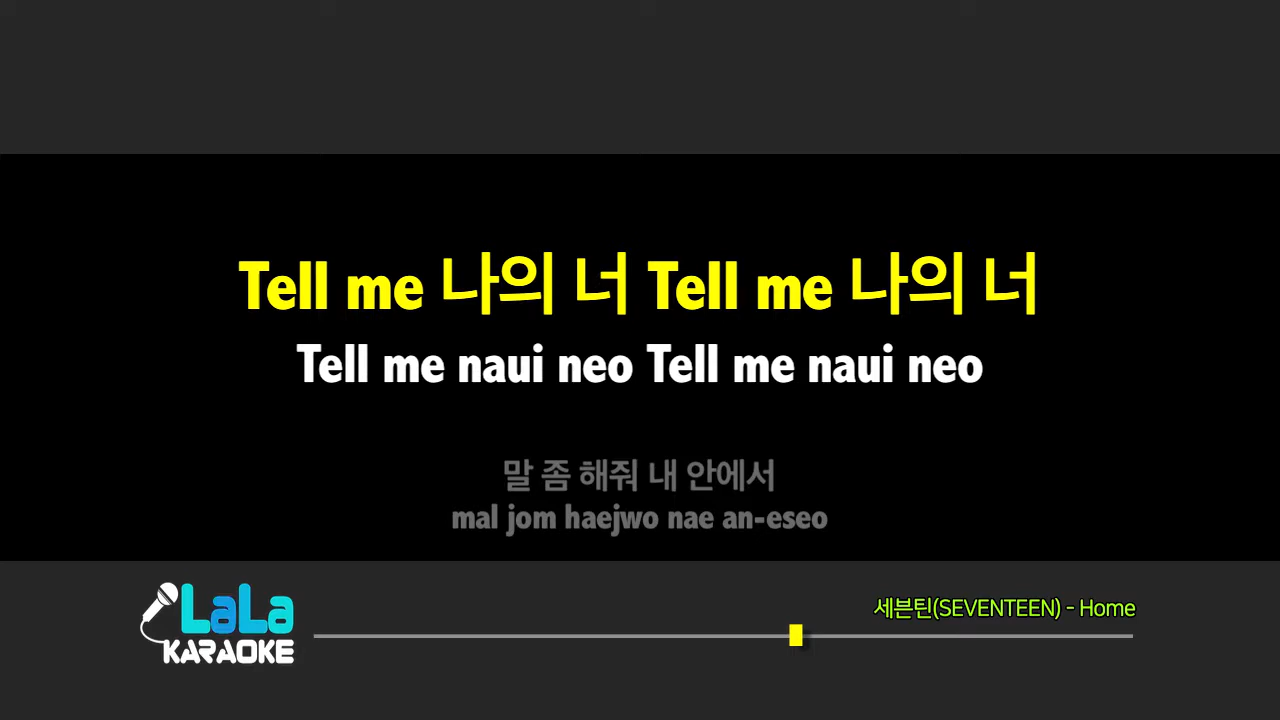 Tell me 나의 너 Tell me 나의 너
Tell me naui neo Tell me naui neo
말 좀 해줘 내 안에서
mal jom haejwo nae an-eseo
세븐틴(SEVENTEEN) - Home
LaLa
KARAOKE